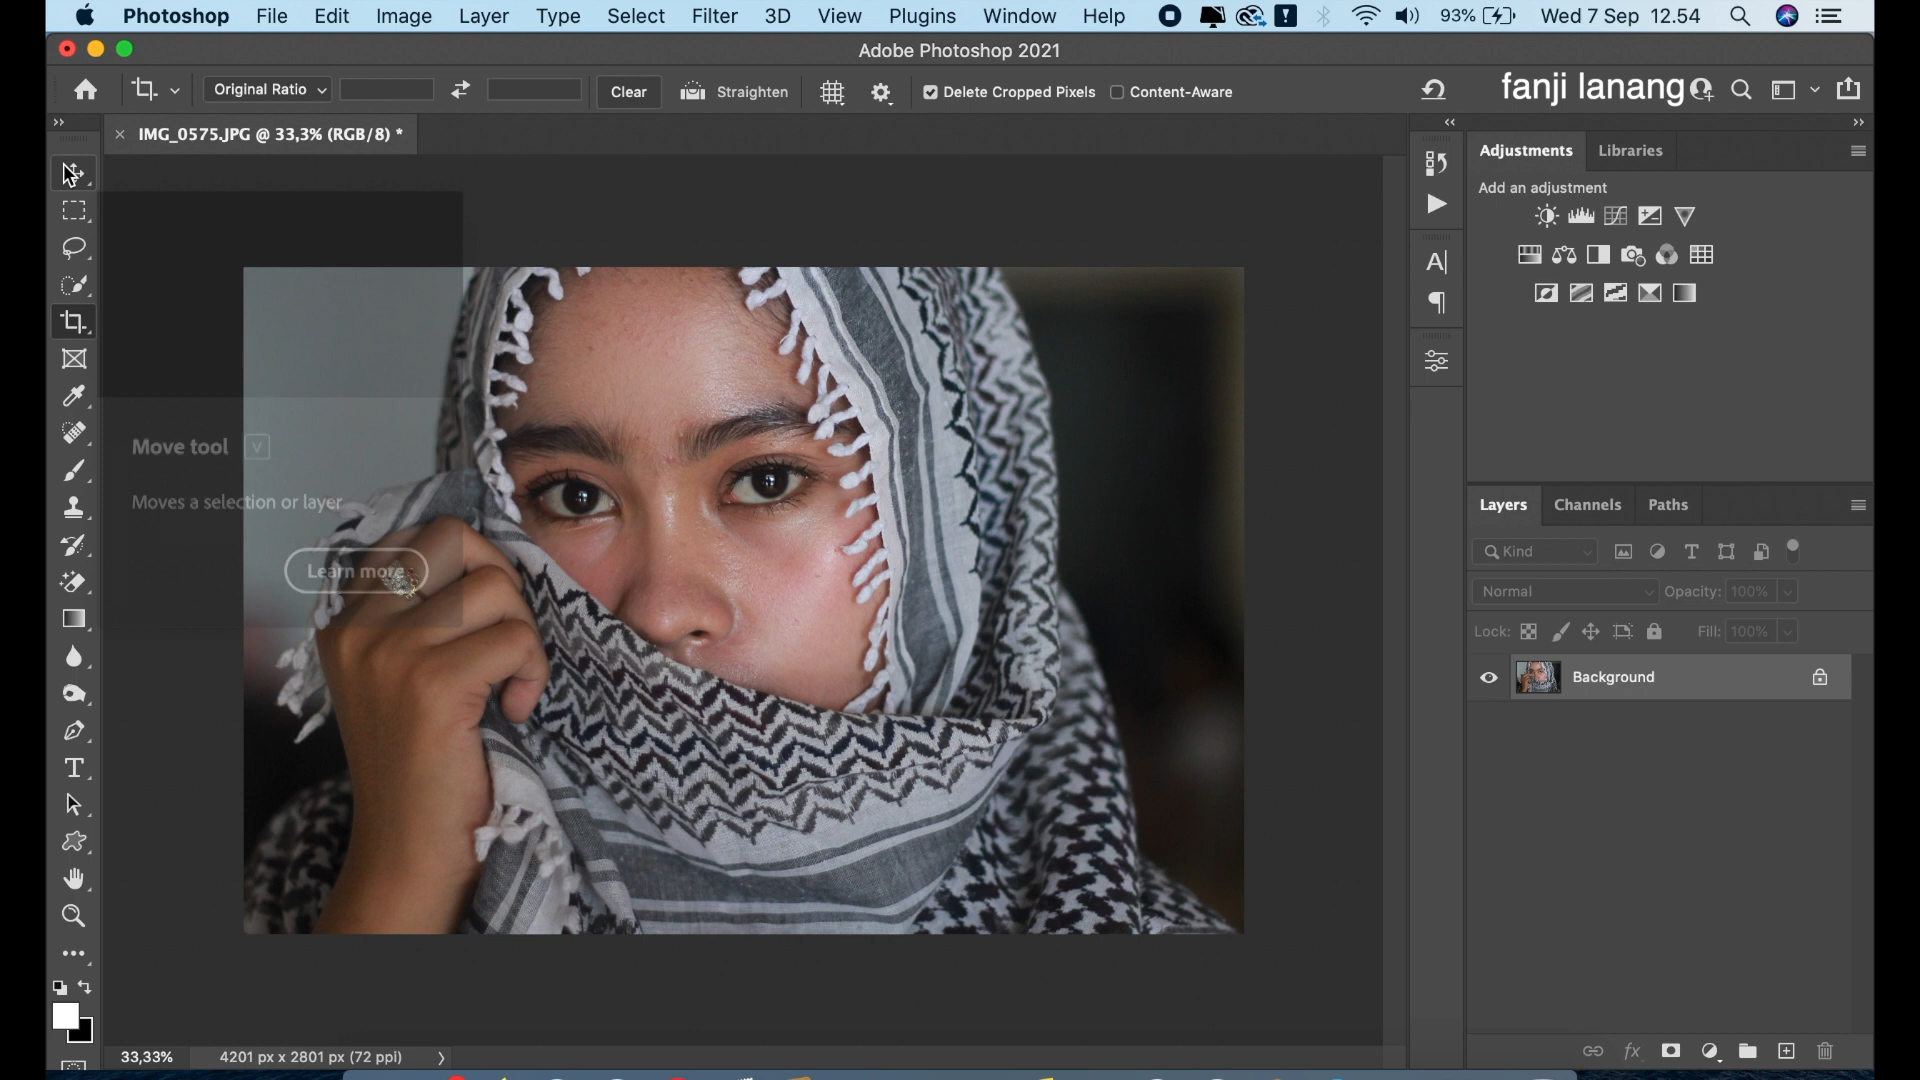 Photoshop File Edit Image Layer Type Select Filter 3D View Plugins Window Help 93% Wed 7 Sep 12.54
Adobe Photoshop 2021
Original Ratio Clear Straighten Delete Cropped Pixels Content-Aware fanji lanang
IMG_0575.JPG @ 33,3% (RGB/8) *
Adjustments Libraries
Add an adjustment
Move tool V
Moves a selection or layer
Learn more
Layers Channels Paths
Kind
Normal Opacity: 100%
Lock: Fill: 100%
Background
33,33% 4201 px x 2801 px (72 ppi)